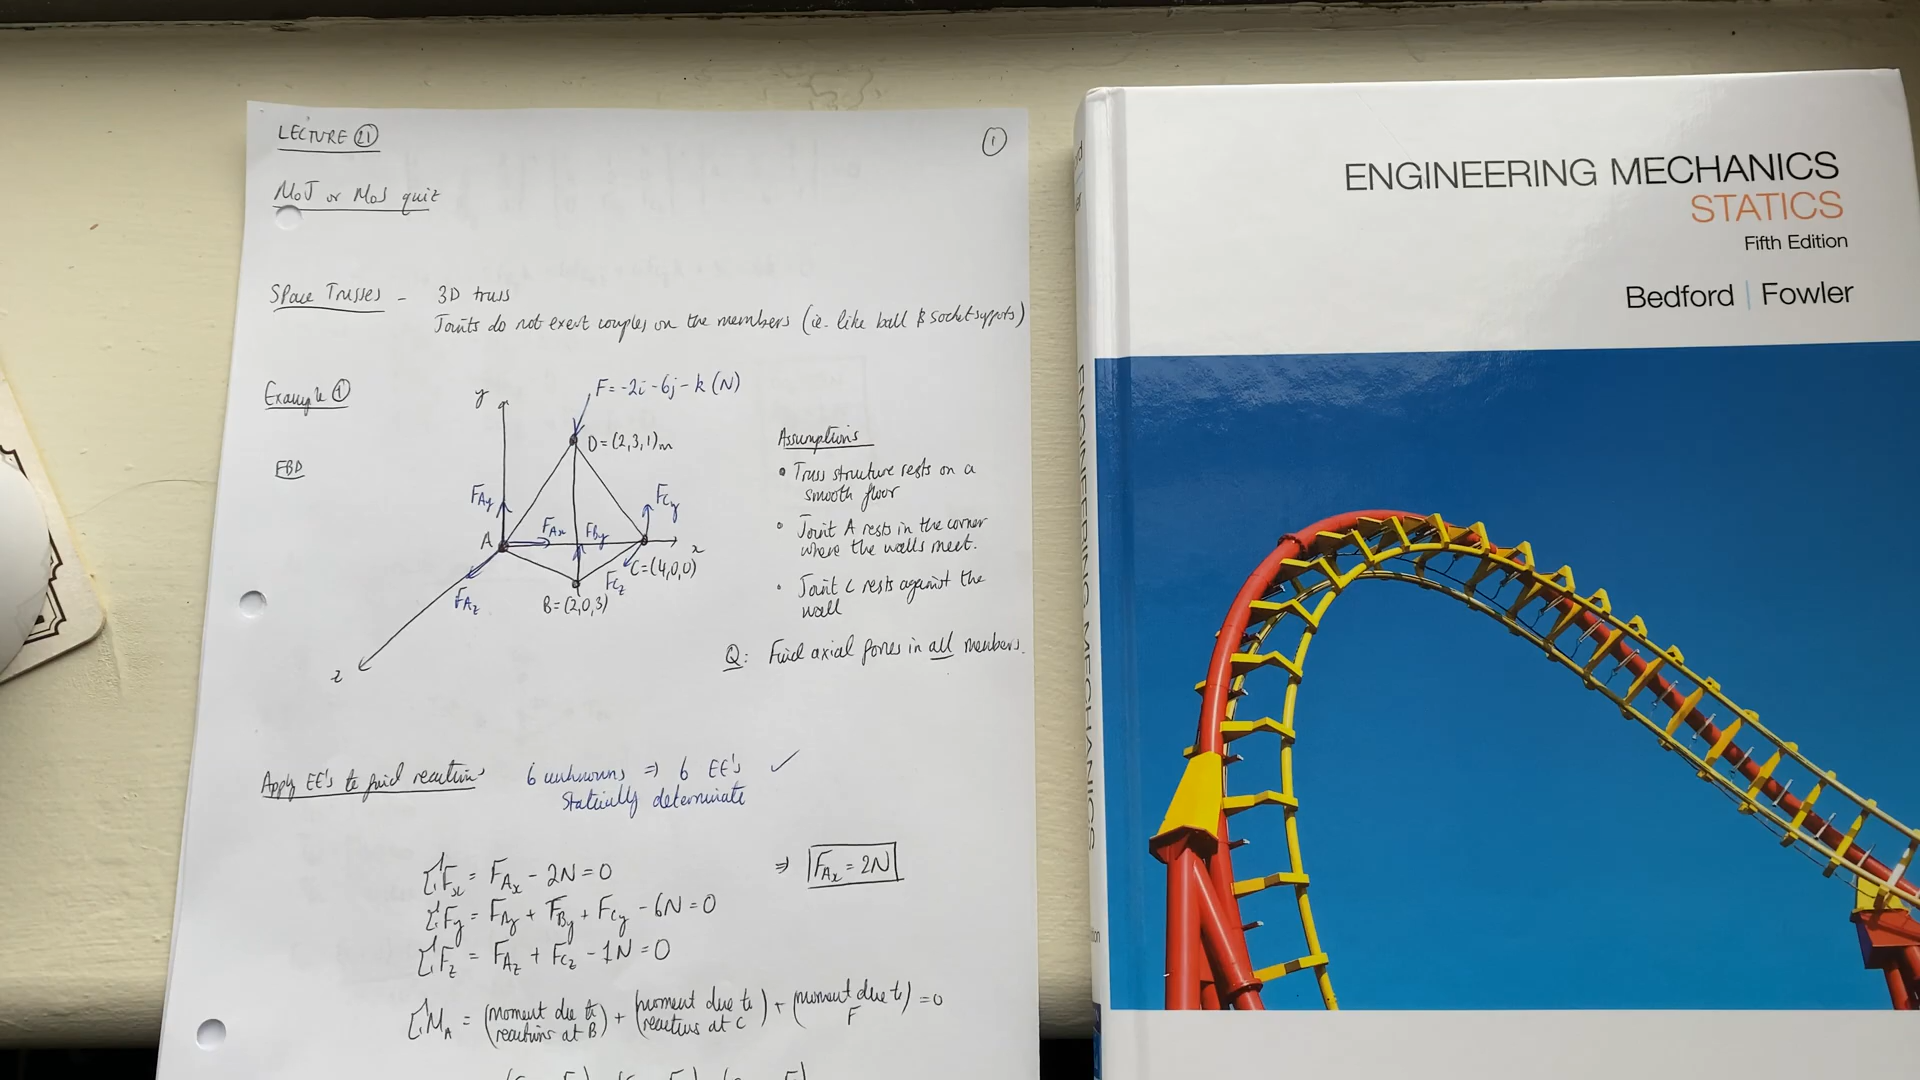 LECTURE 21
1
MoJ or MoS quiz
Space Trusses - 3D truss
Joints do not exert couples on the members (ie. like ball & socket supports)
Example 1
FBD
y
F = -2i - 6j - k (N)
D = (2,3,1)m
FAy
FCy
A
FAx
FBy
x
C = (4,0,0)
FCz
FAz
B = (2,0,3)
z
Assumptions
• Truss structure rests on a
smooth floor
• Joint A rests in the corner
where the walls meet.
• Joint C rests against the
wall
Q: Find axial forces in all members.
Apply EE's to find reactions
6 unknowns ⇒ 6 EE's ✓
Statically determinate
ΣFx = FAx - 2N = 0 ⇒ FAx = 2N
ΣFy = FAy + FBy + FCy - 6N = 0
ΣFz = FAz + FCz - 1N = 0
ΣMA = (moment due to reactions at B) + (moment due to reactions at C) + (moment due to F) = 0
ENGINEERING MECHANICS
STATICS
Fifth Edition
Bedford | Fowler
ENGINEERING MECHANICS